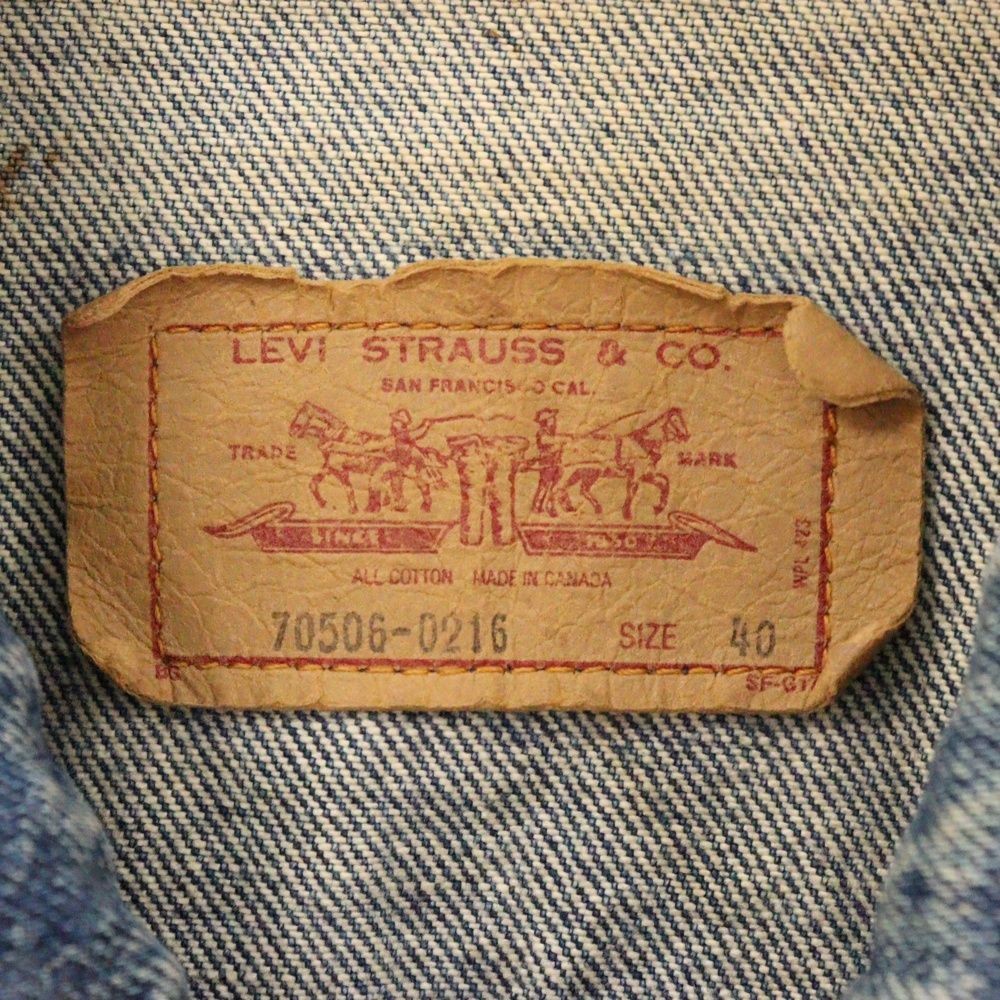 LEVI STRAUSS & CO.
SAN FRANCISCO CAL.
TRADE MARK
ALL COTTON MADE IN CANADA
WPL 423
70506-0216 SIZE 40
SF-GT